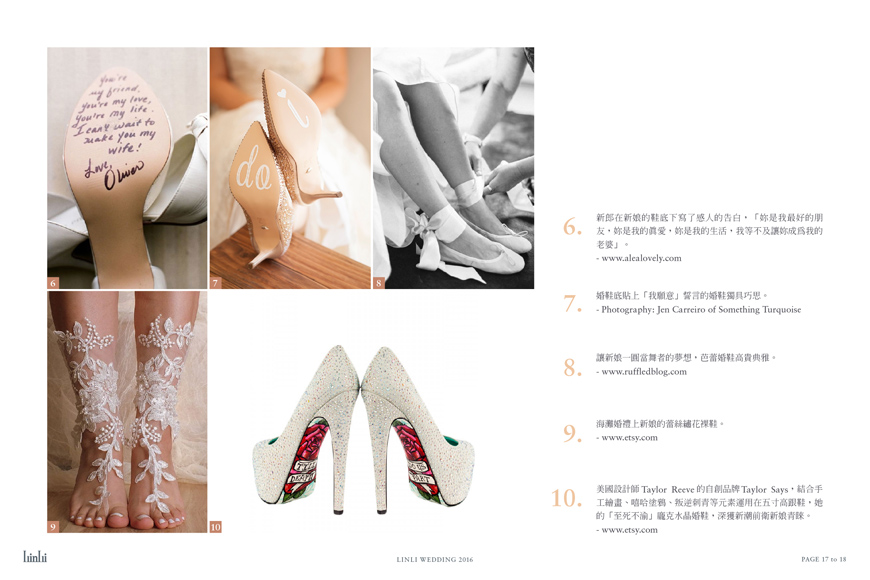 you're
my friend,
you're my love,
you're my life.
I can't wait to
make you my
wife!
Love,
Oliver
I
do
6
7
8
9
10
TILL
DEATH
DO US
PART
6.
新郎在新娘的鞋底下寫了感人的告白，「妳是我最好的朋
友，妳是我的真愛，妳是我的生活，我等不及讓妳成為我的
老婆」。
- www.alealovely.com
7.
婚鞋底貼上「我願意」誓言的婚鞋獨具巧思。
- Photography: Jen Carreiro of Something Turquoise
8.
讓新娘一圓當舞者的夢想，芭蕾婚鞋高貴典雅。
- www.ruffledblog.com
9.
海灘婚禮上新娘的蕾絲繡花裸鞋。
- www.etsy.com
10.
美國設計師 Taylor Reeve 的自創品牌 Taylor Says，結合手
工繪畫、嘻哈塗鴉、叛逆刺青等元素運用在五寸高跟鞋，她
的「至死不渝」龐克水晶婚鞋，深獲新潮前衛新娘青睞。
- www.etsy.com
LinLi
LINLI WEDDING 2016
PAGE 17 to 18